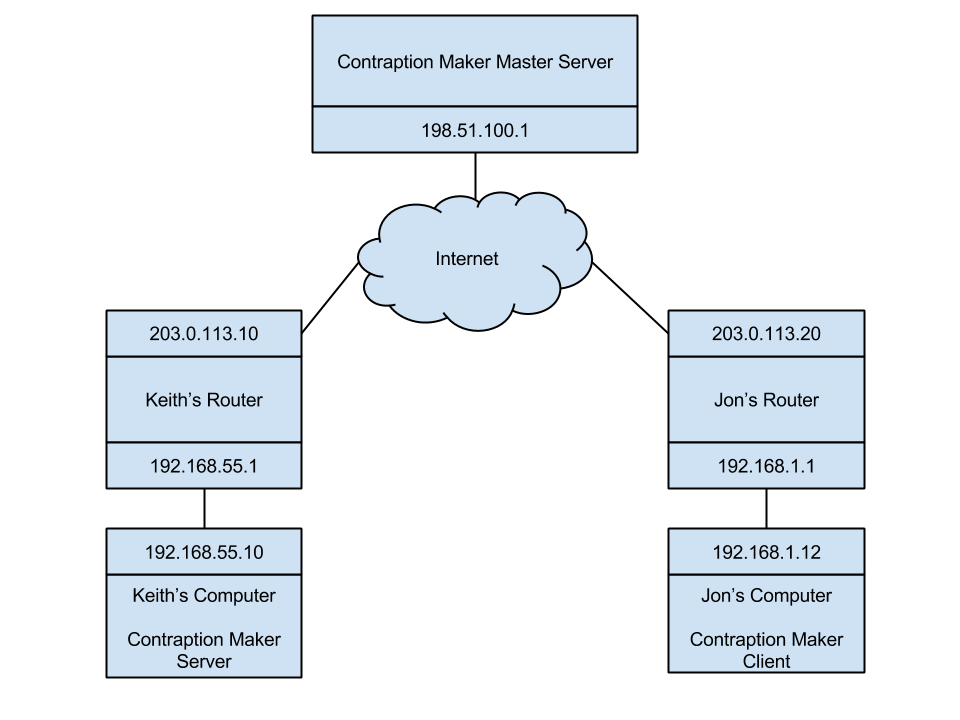 Contraption Maker Master Server
198.51.100.1
Internet
203.0.113.10
Keith's Router
192.168.55.1
192.168.55.10
Keith's Computer
Contraption Maker
Server
203.0.113.20
Jon's Router
192.168.1.1
192.168.1.12
Jon's Computer
Contraption Maker
Client